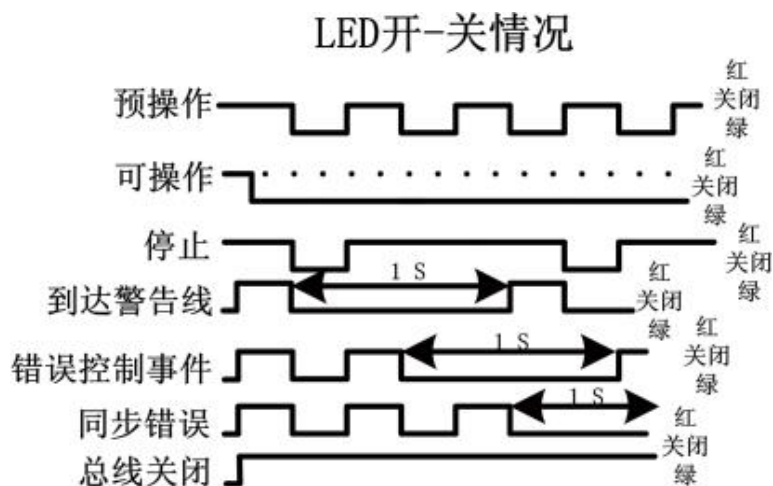 LED开-关情况
预操作
红
关闭
绿
可操作
红
关闭
绿
停止
红
关闭
绿
到达警告线
1 S
红
关闭
绿
错误控制事件
1 S
红
关闭
绿
同步错误
1 S
总线关闭
红
关闭
绿